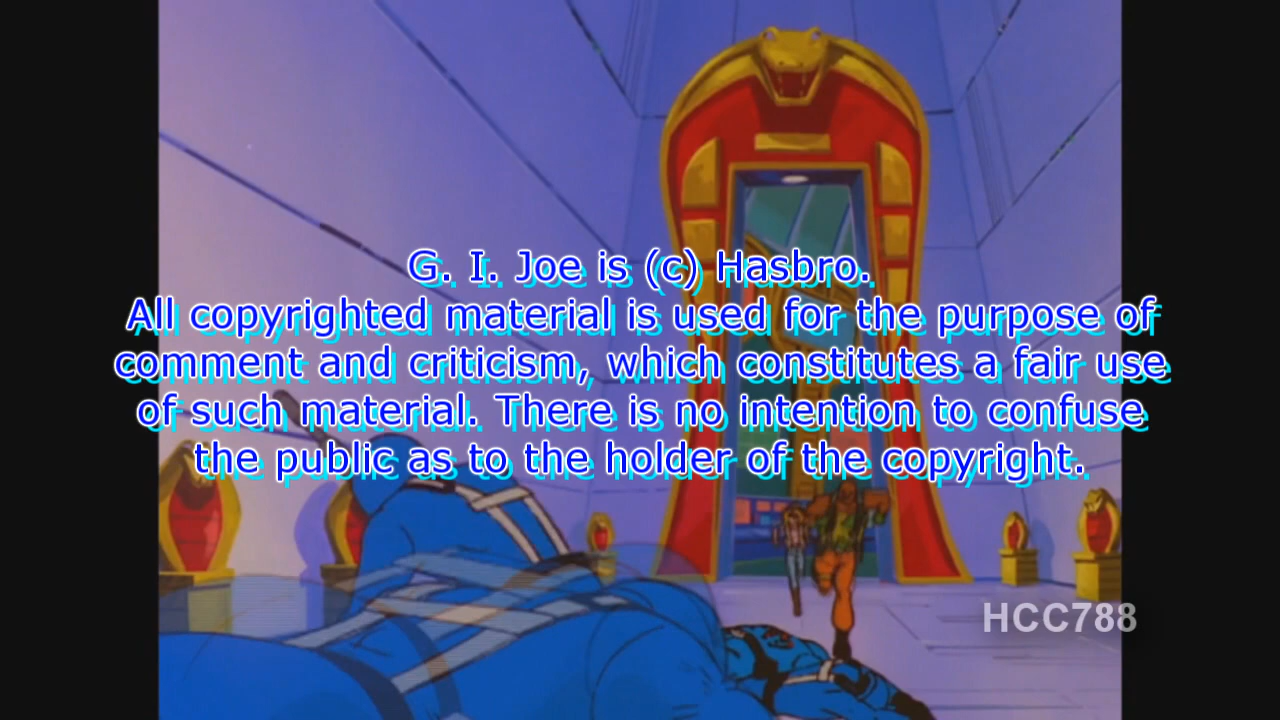 G. I. Joe is (c) Hasbro.
All copyrighted material is used for the purpose of
comment and criticism, which constitutes a fair use
of such material. There is no intention to confuse
the public as to the holder of the copyright.
HCC788